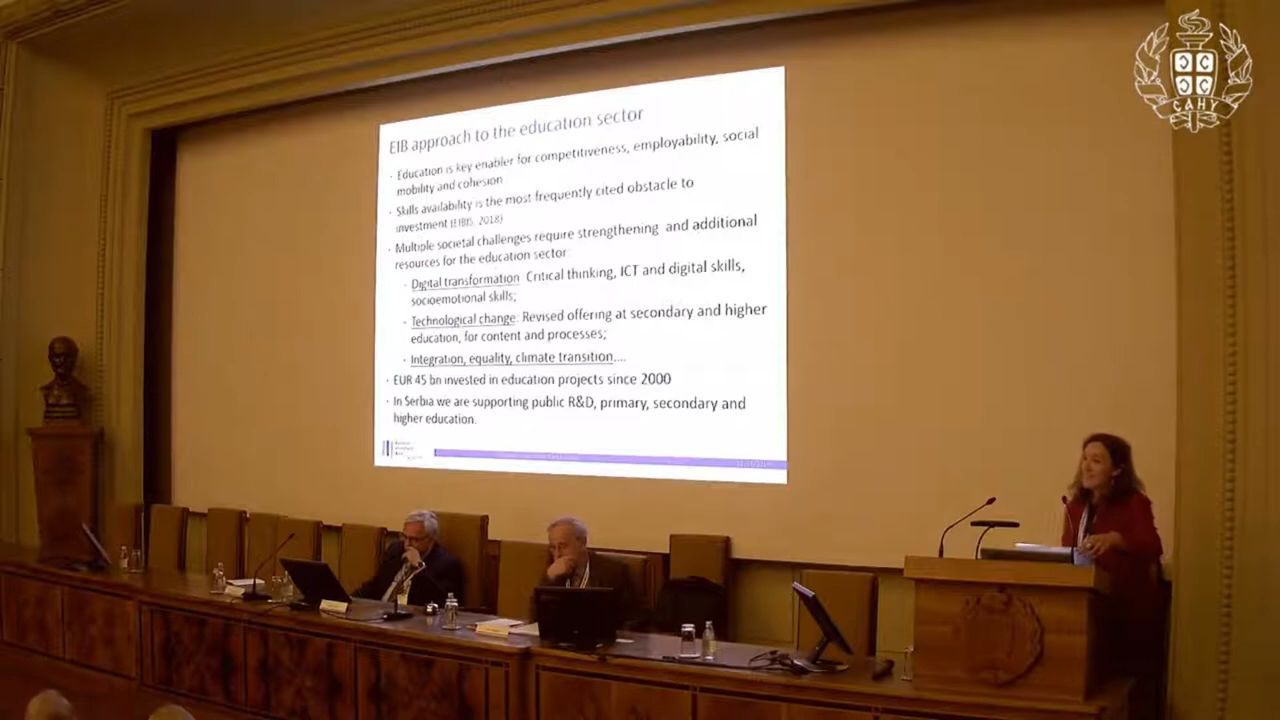 EIB approach to the education sector
Education is key enabler for competitiveness, employability, social
mobility and cohesion
Skills availability is the most frequently cited obstacle to
investment (EIBIS, 2018)
Multiple societal challenges require strengthening and additional
resources for the education sector:
Digital transformation: Critical thinking, ICT and digital skills,
socioemotional skills;
Technological change: Revised offering at secondary and higher
education, for content and processes;
Integration, equality, climate transition....
EUR 45 bn invested in education projects since 2000
In Serbia we are supporting public R&D, primary, secondary and
higher education.
САНУ